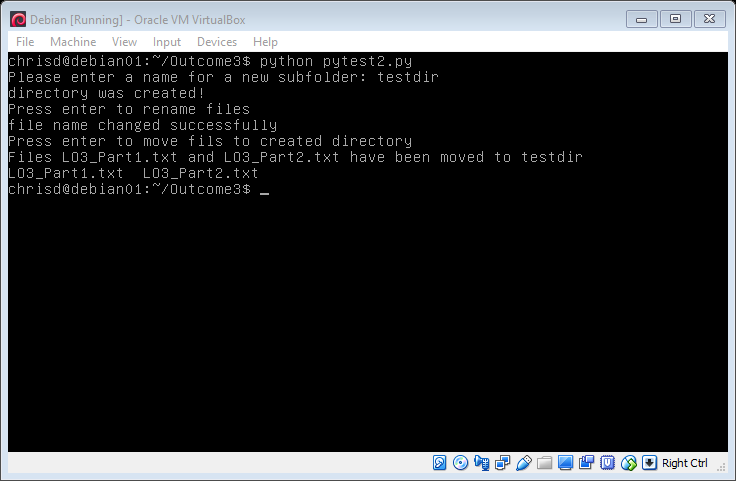 Debian [Running] - Oracle VM VirtualBox
File Machine View Input Devices Help
chrisd@debian01:~/Outcome3$ python pytest2.py
Please enter a name for a new subfolder: testdir
directory was created!
Press enter to rename files
file name changed successfully
Press enter to move fils to created directory
Files LO3_Part1.txt and LO3_Part2.txt have been moved to testdir
LO3_Part1.txt  LO3_Part2.txt
chrisd@debian01:~/Outcome3$ _
Right Ctrl